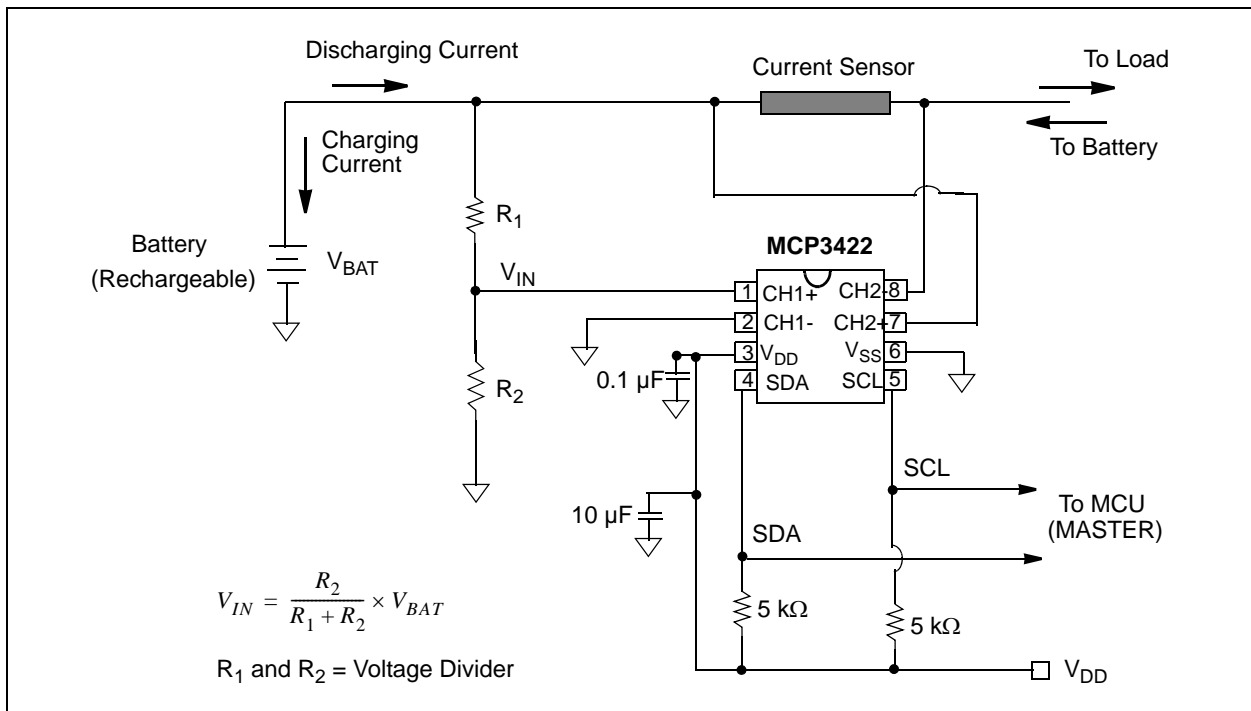 Discharging Current
Current Sensor
To Load
To Battery
Charging
Current
R1
Battery
(Rechargeable)
VBAT
VIN
MCP3422
1 CH1+ CH2- 8
2 CH1- CH2+ 7
3 VDD VSS 6
4 SDA SCL 5
0.1 µF
R2
SCL
10 µF
To MCU
(MASTER)
SDA
VIN = R2 / R1 + R2 × VBAT
5 kΩ
5 kΩ
R1 and R2 = Voltage Divider
VDD